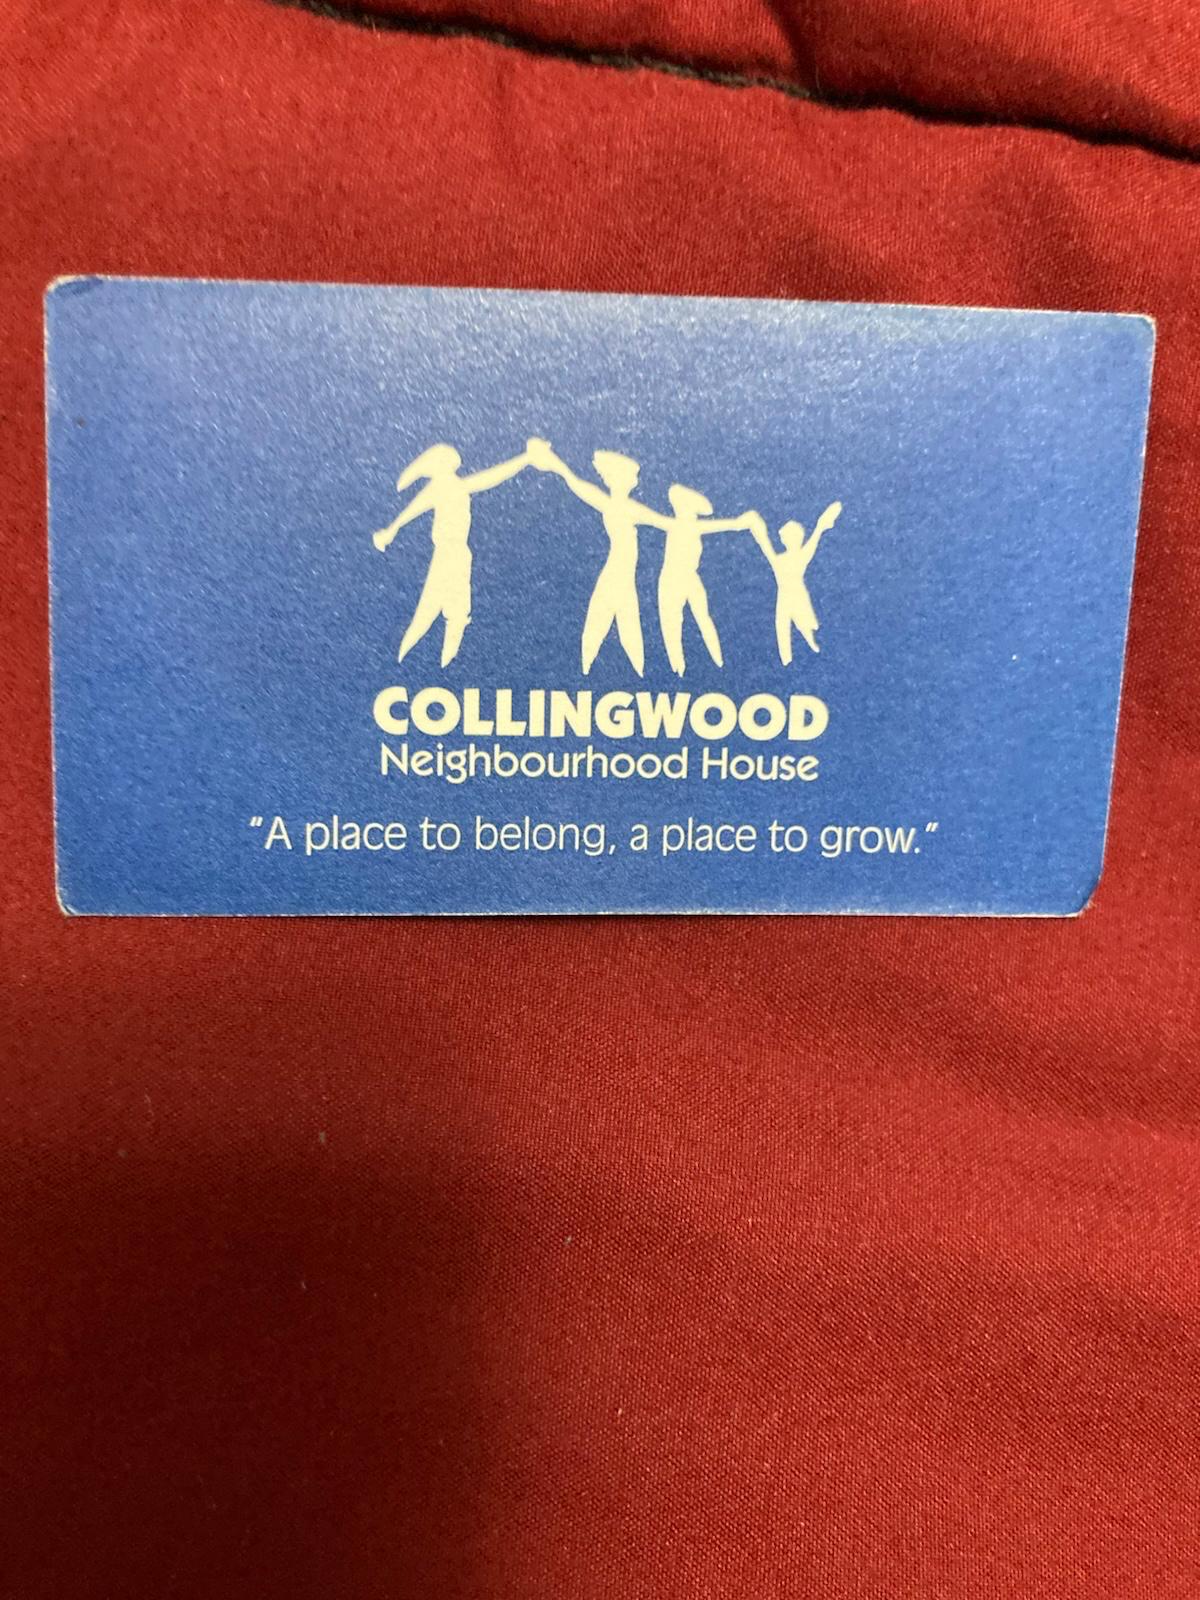 COLLINGWOOD
Neighbourhood House
“A place to belong, a place to grow.”